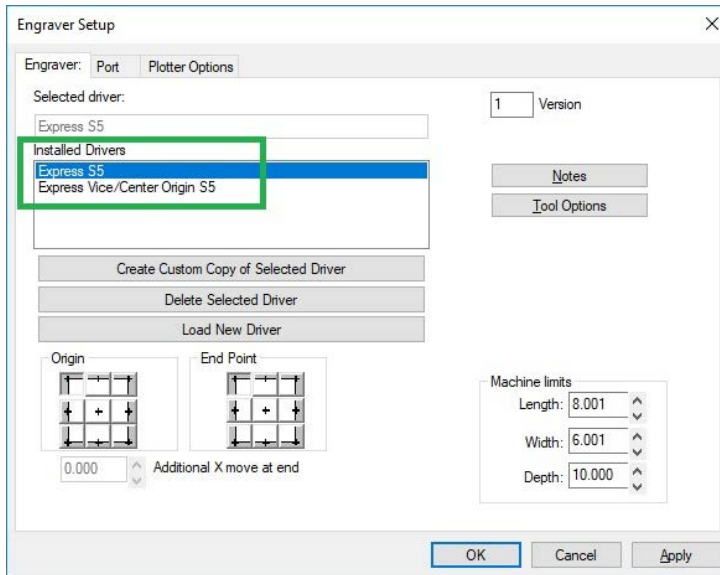 Engraver Setup
Engraver:
Port
Plotter Options
Selected driver:
1 Version
Express S5
Installed Drivers
Express S5
Express Vice/Center Origin S5
Notes
Tool Options
Create Custom Copy of Selected Driver
Delete Selected Driver
Load New Driver
Origin
End Point
Machine limits
Length: 8.001
Width: 6.001
Depth: 10.000
0.000 Additional X move at end
OK
Cancel
Apply